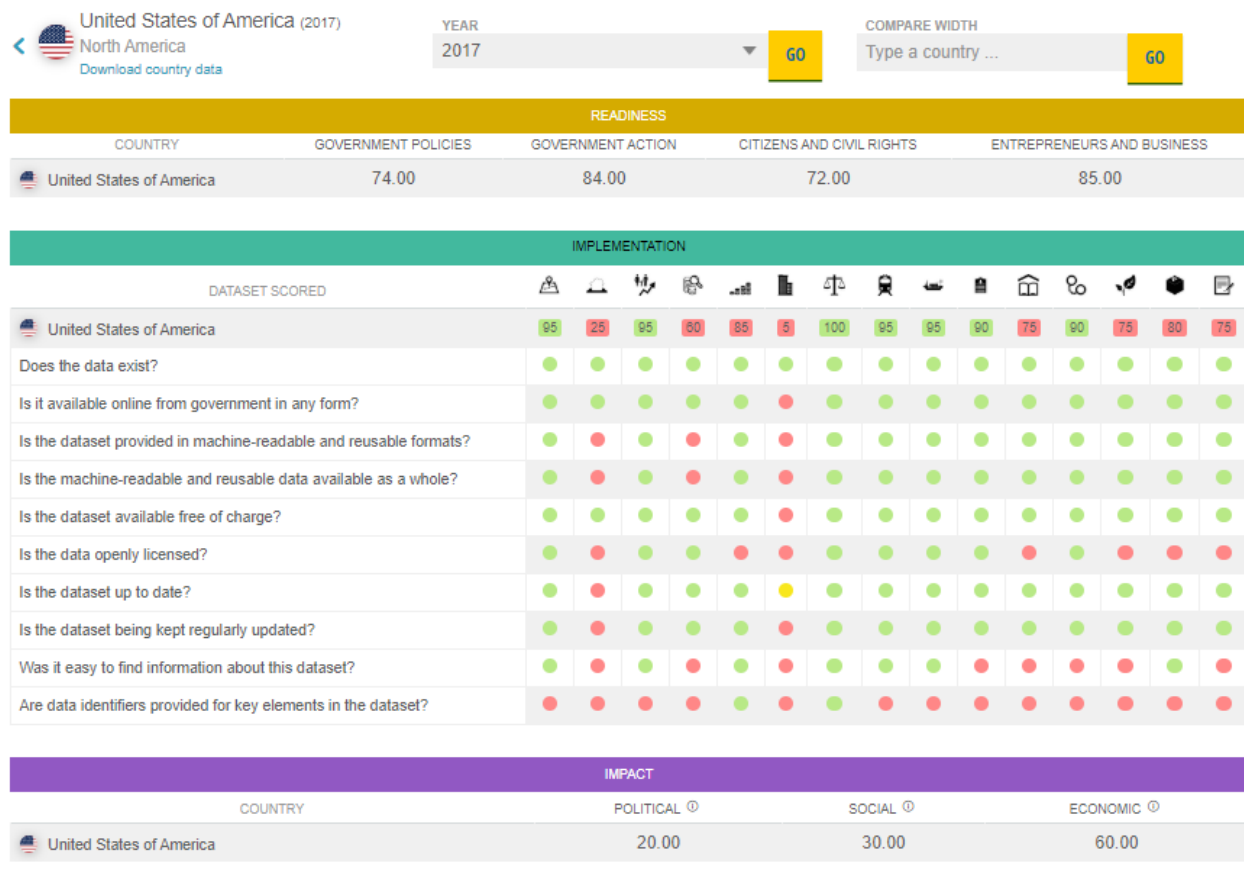 United States of America (2017)
North America
Download country data
YEAR
2017
GO
COMPARE WIDTH
Type a country ...
GO
READINESS
COUNTRY GOVERNMENT POLICIES GOVERNMENT ACTION CITIZENS AND CIVIL RIGHTS ENTREPRENEURS AND BUSINESS
United States of America 74.00 84.00 72.00 85.00
IMPLEMENTATION
DATASET SCORED
United States of America 95 25 95 60 85 5 100 95 95 90 75 90 75 80 75
Does the data exist?
Is it available online from government in any form?
Is the dataset provided in machine-readable and reusable formats?
Is the machine-readable and reusable data available as a whole?
Is the dataset available free of charge?
Is the data openly licensed?
Is the dataset up to date?
Is the dataset being kept regularly updated?
Was it easy to find information about this dataset?
Are data identifiers provided for key elements in the dataset?
IMPACT
COUNTRY POLITICAL SOCIAL ECONOMIC
United States of America 20.00 30.00 60.00